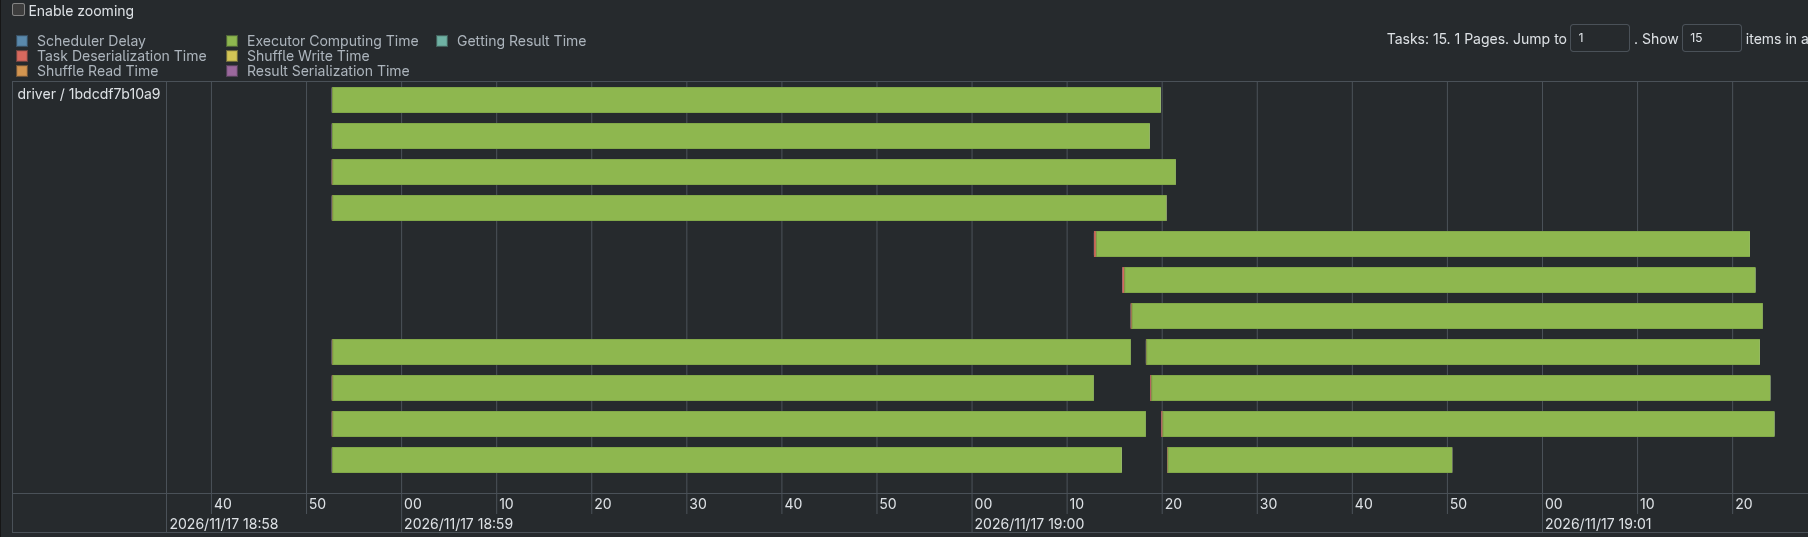 Enable zooming
Scheduler Delay
Executor Computing Time
Getting Result Time
Task Deserialization Time
Shuffle Write Time
Shuffle Read Time
Result Serialization Time
Tasks: 15. 1 Pages. Jump to 1 . Show 15 items in a
driver / 1bdcdf7b10a9
40 50 00 10 20 30 40 50 00 10 20 30 40 50 00 10 20
2026/11/17 18:58 2026/11/17 18:59 2026/11/17 19:00 2026/11/17 19:01